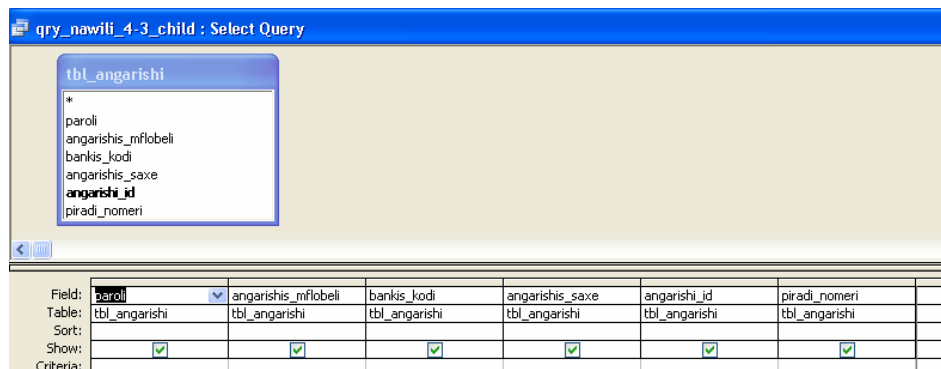 qry_nawili_4-3_child : Select Query
tbl_angarishi
*
paroli
angarishis_mflobeli
bankis_kodi
angarishis_saxe
angarishi_id
piradi_nomeri
Field: paroli angarishis_mflobeli bankis_kodi angarishis_saxe angarishi_id piradi_nomeri
Table: tbl_angarishi tbl_angarishi tbl_angarishi tbl_angarishi tbl_angarishi tbl_angarishi
Sort:
Show:
Criteria: